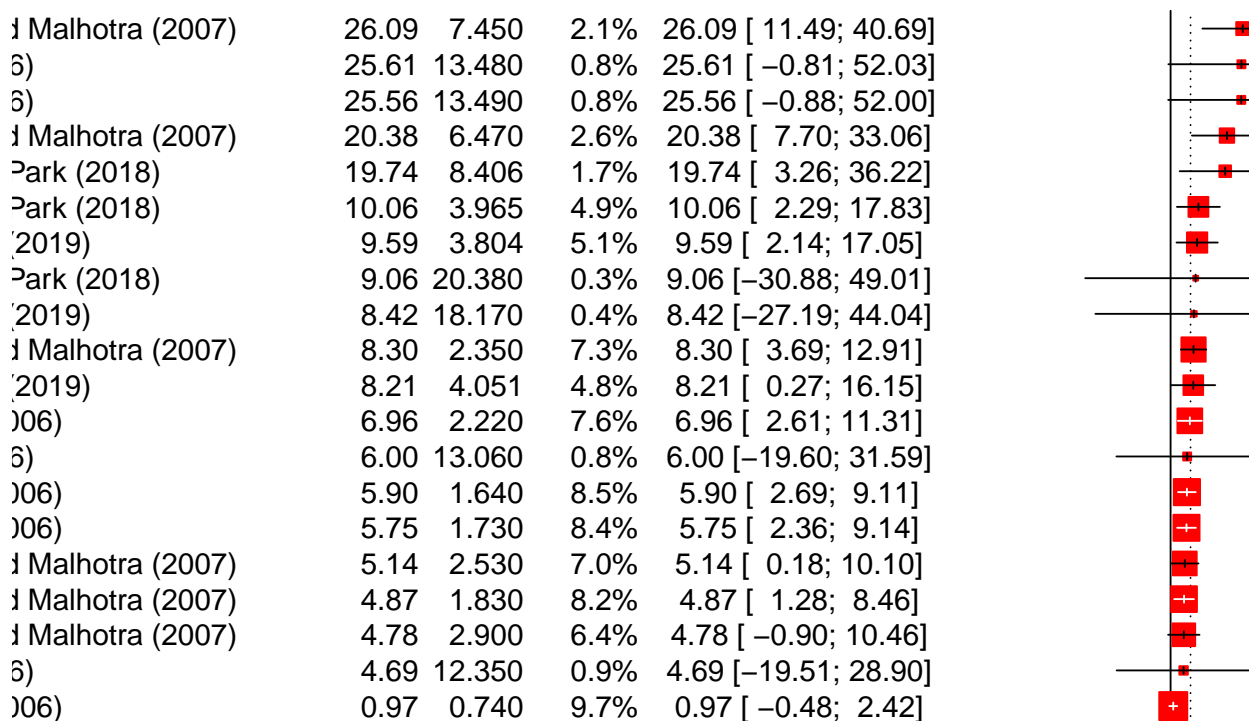 d Malhotra (2007) 26.09 7.450 2.1% 26.09 [ 11.49; 40.69]
6) 25.61 13.480 0.8% 25.61 [ −0.81; 52.03]
6) 25.56 13.490 0.8% 25.56 [ −0.88; 52.00]
d Malhotra (2007) 20.38 6.470 2.6% 20.38 [ 7.70; 33.06]
Park (2018) 19.74 8.406 1.7% 19.74 [ 3.26; 36.22]
Park (2018) 10.06 3.965 4.9% 10.06 [ 2.29; 17.83]
(2019) 9.59 3.804 5.1% 9.59 [ 2.14; 17.05]
Park (2018) 9.06 20.380 0.3% 9.06 [−30.88; 49.01]
(2019) 8.42 18.170 0.4% 8.42 [−27.19; 44.04]
d Malhotra (2007) 8.30 2.350 7.3% 8.30 [ 3.69; 12.91]
(2019) 8.21 4.051 4.8% 8.21 [ 0.27; 16.15]
006) 6.96 2.220 7.6% 6.96 [ 2.61; 11.31]
6) 6.00 13.060 0.8% 6.00 [−19.60; 31.59]
006) 5.90 1.640 8.5% 5.90 [ 2.69; 9.11]
006) 5.75 1.730 8.4% 5.75 [ 2.36; 9.14]
d Malhotra (2007) 5.14 2.530 7.0% 5.14 [ 0.18; 10.10]
d Malhotra (2007) 4.87 1.830 8.2% 4.87 [ 1.28; 8.46]
d Malhotra (2007) 4.78 2.900 6.4% 4.78 [ −0.90; 10.46]
6) 4.69 12.350 0.9% 4.69 [−19.51; 28.90]
006) 0.97 0.740 9.7% 0.97 [ −0.48; 2.42]